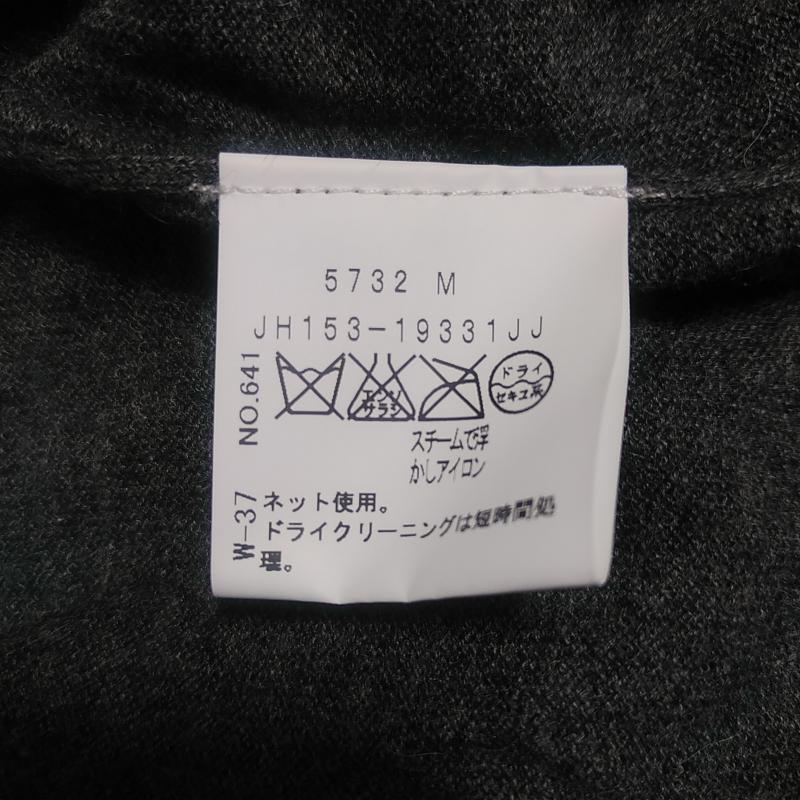 5732 M
JH153-19331JJ
NO.641
エンソ
サラシ
ドライ
セキユ系
スチームで浮
かしアイロン
W-37
ネット使用。
ドライクリーニングは短時間処
理。